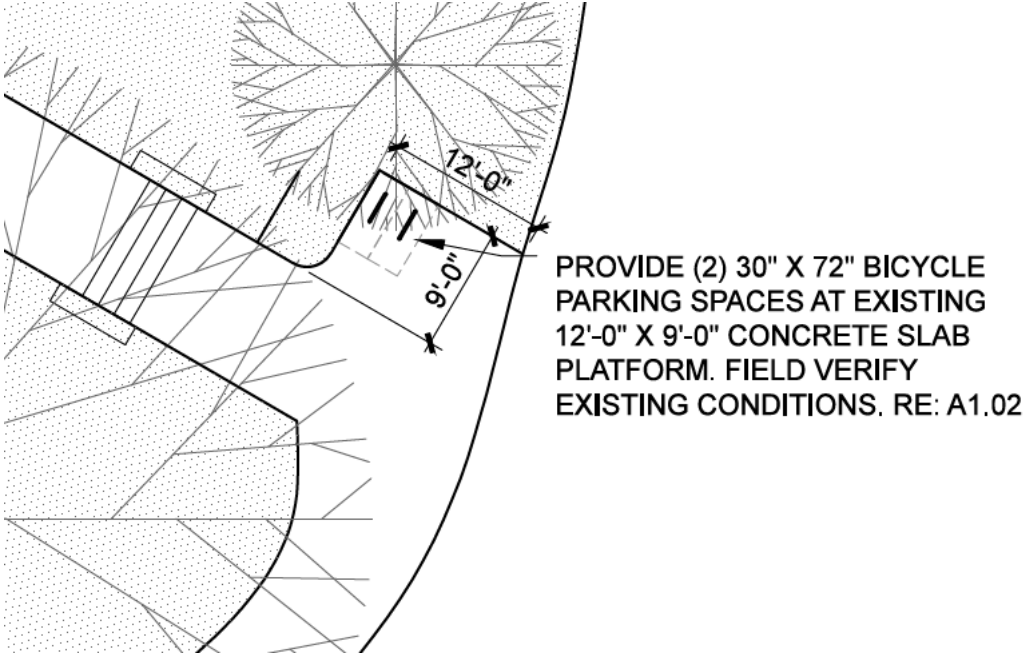 12'-0"
9'-0"
PROVIDE (2) 30" X 72" BICYCLE
PARKING SPACES AT EXISTING
12'-0" X 9'-0" CONCRETE SLAB
PLATFORM. FIELD VERIFY
EXISTING CONDITIONS. RE: A1.02